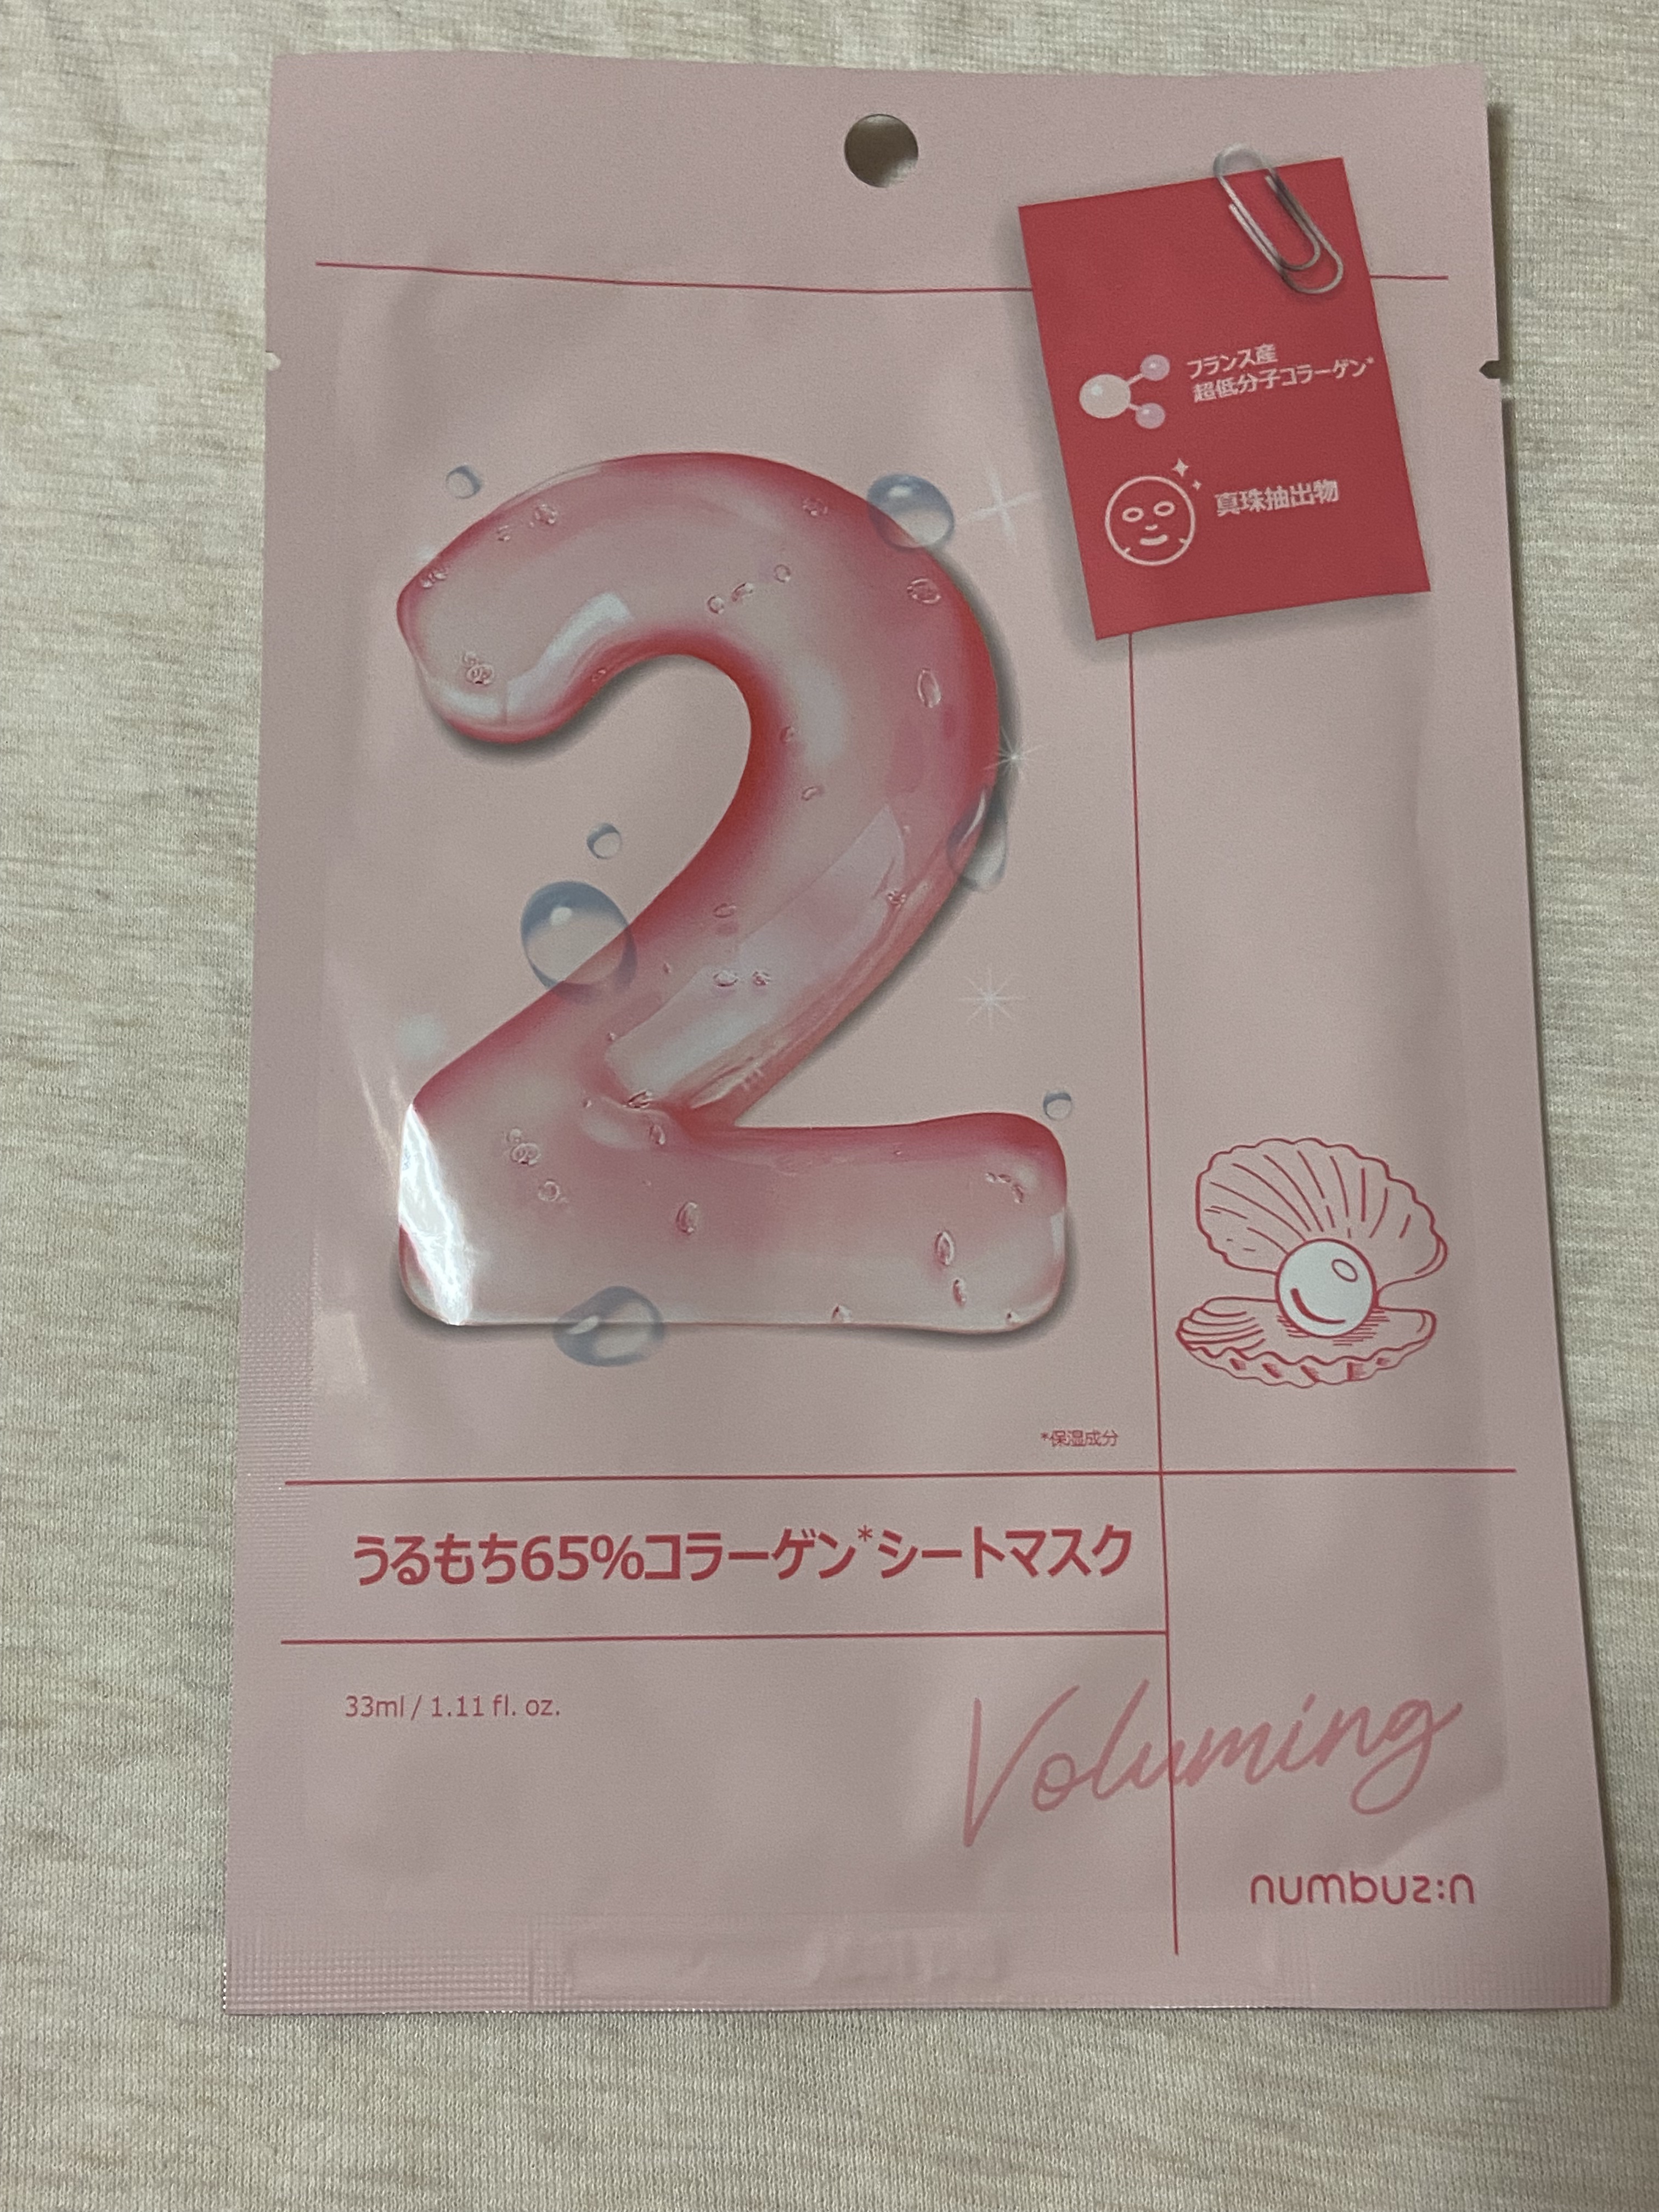 フランス産
超低分子コラーゲン*
真珠抽出物
2
*保湿成分
うるもち65%コラーゲン*シートマスク
33ml / 1.11 fl. oz.
Voluming
numbuz:n